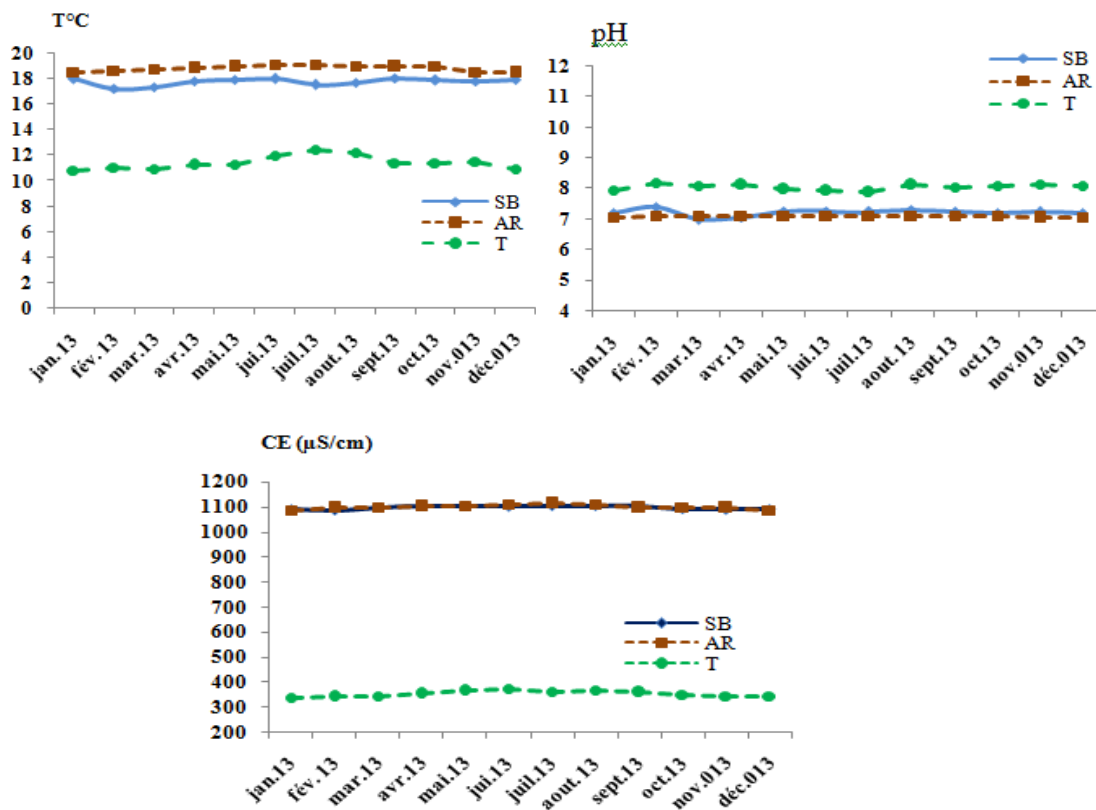 T°C
20
18
16
14
12
10
8
6
4
2
0
SB
AR
T
jan.13
fév. 13
mar.13
avr.13
mai.13
jui.13
juil.13
aout.13
sept.13
oct.13
nov.013
déc.013
pH
12
11
10
9
8
7
6
5
4
SB
AR
T
jan.13
fév. 13
mar.13
avr.13
mai.13
jui.13
juil.13
aout.13
sept.13
oct.13
nov.013
déc.013
CE (µS/cm)
1200
1100
1000
900
800
700
600
500
400
300
200
SB
AR
T
jan.13
fév. 13
mar.13
avr.13
mai.13
jui.13
juil.13
aout.13
sept.13
oct.13
nov.013
déc.013